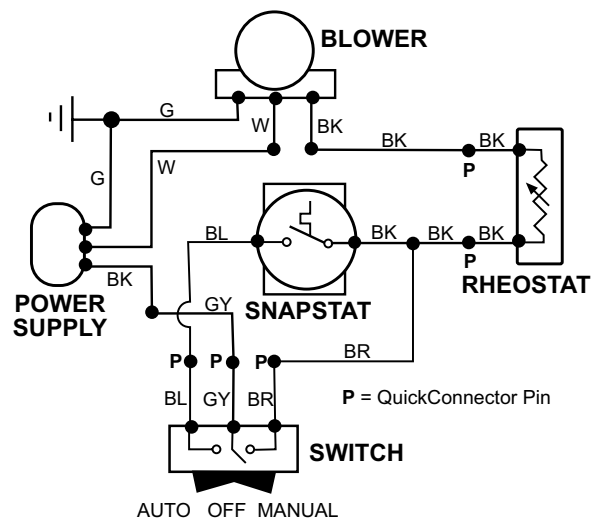 BLOWER
G
W
BK
BK
BK
P
G
W
BL
BK
BK
BK
P
BK
RHEOSTAT
POWER
SUPPLY
GY
SNAPSTAT
BR
P
P
P
BL
GY
BR
P = QuickConnector Pin
SWITCH
AUTO OFF MANUAL